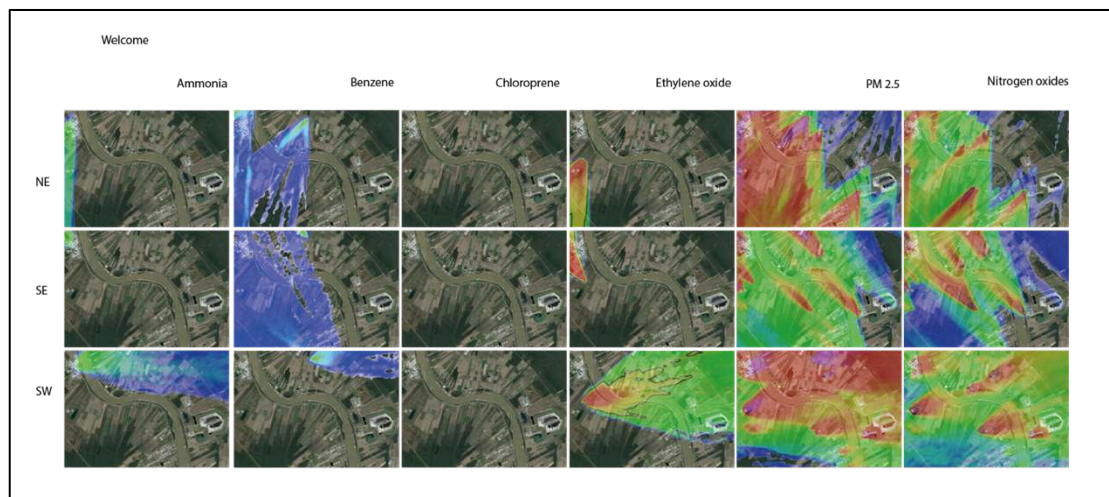 Welcome
Ammonia Benzene Chloroprene Ethylene oxide PM 2.5 Nitrogen oxides
NE
SE
SW